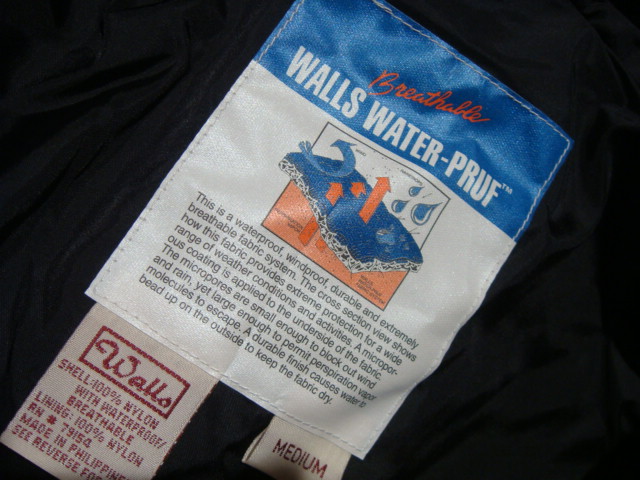 Breathable
WALLS WATER-PRUF™
This is a waterproof, windproof, durable and extremely
breathable fabric system. The cross section view shows
how this fabric provides extreme protection for a wide
range of weather conditions and activities. A micropor-
ous coating is applied to the underside of the fabric.
The micropores are small enough to block out wind
and rain, yet large enough to permit perspiration vapor
molecules to escape. A durable finish causes water to
bead up on the outside to keep the fabric dry.
Walls
SHELL:100% NYLON
WITH WATERPROOF/
BREATHABLE
LINING: 100% NYLON
RN # 7954
MADE IN PHILIPPINE
SEE REVERSE FO
MEDIUM